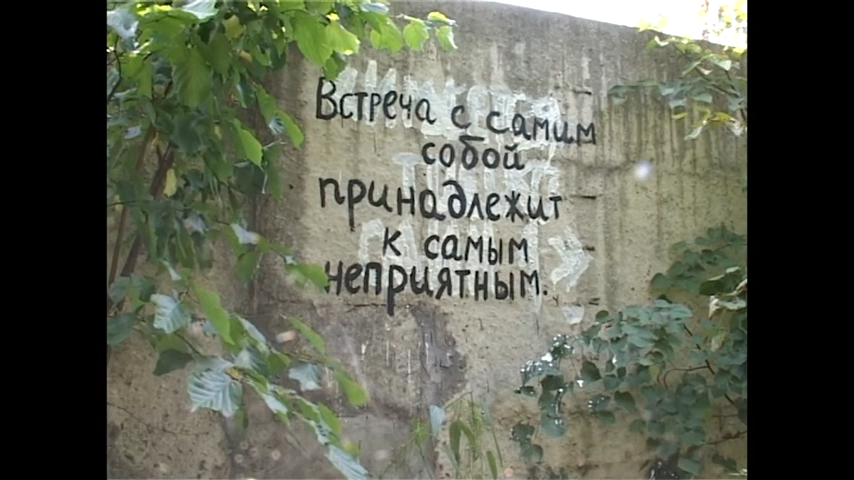 Встреча с самим
собой
принадлежит
к самым
неприятным.